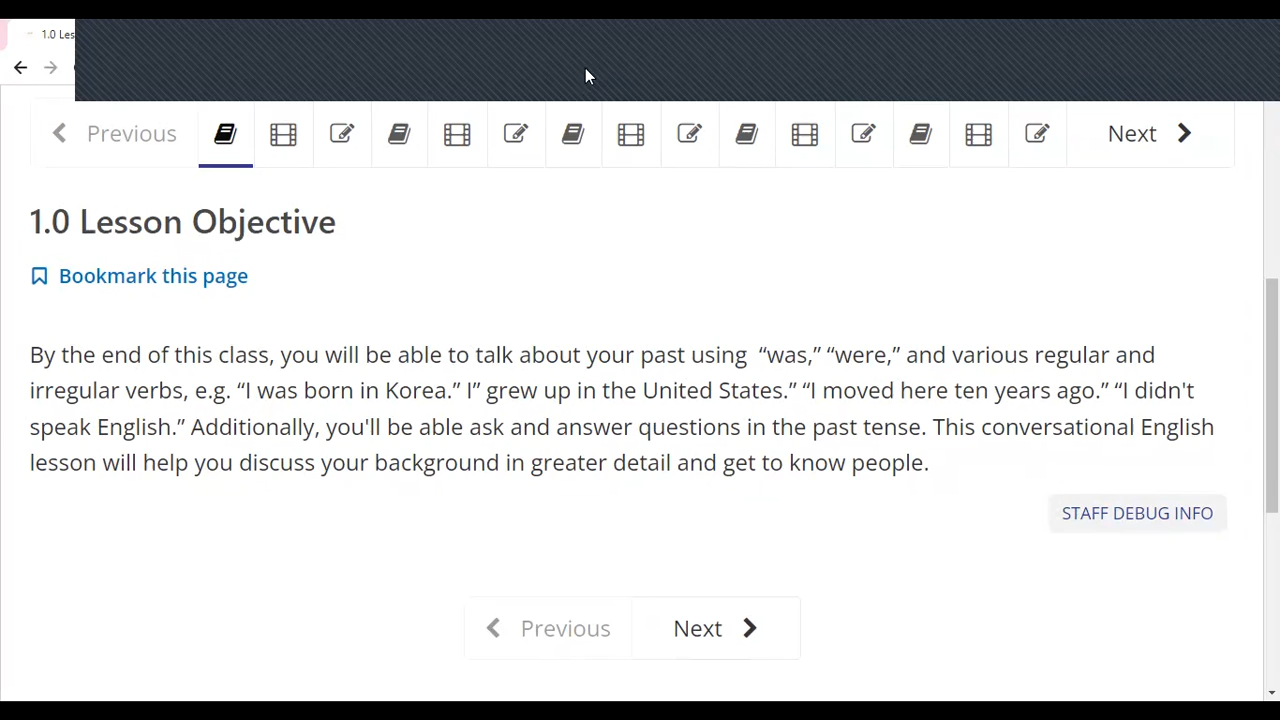 1.0 Les
Previous
Next
1.0 Lesson Objective
Bookmark this page
By the end of this class, you will be able to talk about your past using “was,” “were,” and various regular and
irregular verbs, e.g. “I was born in Korea.” I” grew up in the United States.” “I moved here ten years ago.” “I didn't
speak English.” Additionally, you'll be able ask and answer questions in the past tense. This conversational English
lesson will help you discuss your background in greater detail and get to know people.
STAFF DEBUG INFO
Previous
Next